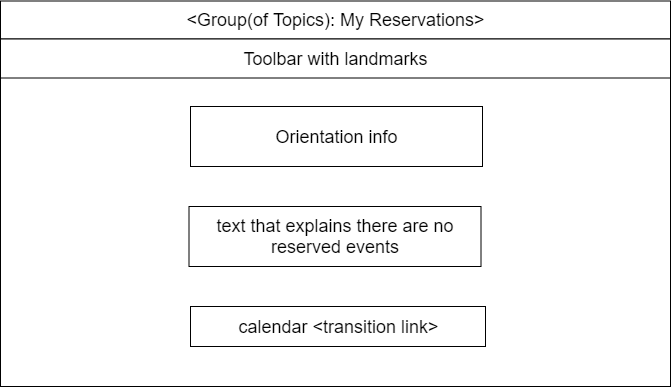 <Group(of Topics): My Reservations>
Toolbar with landmarks
Orientation info
text that explains there are no
reserved events
calendar <transition link>